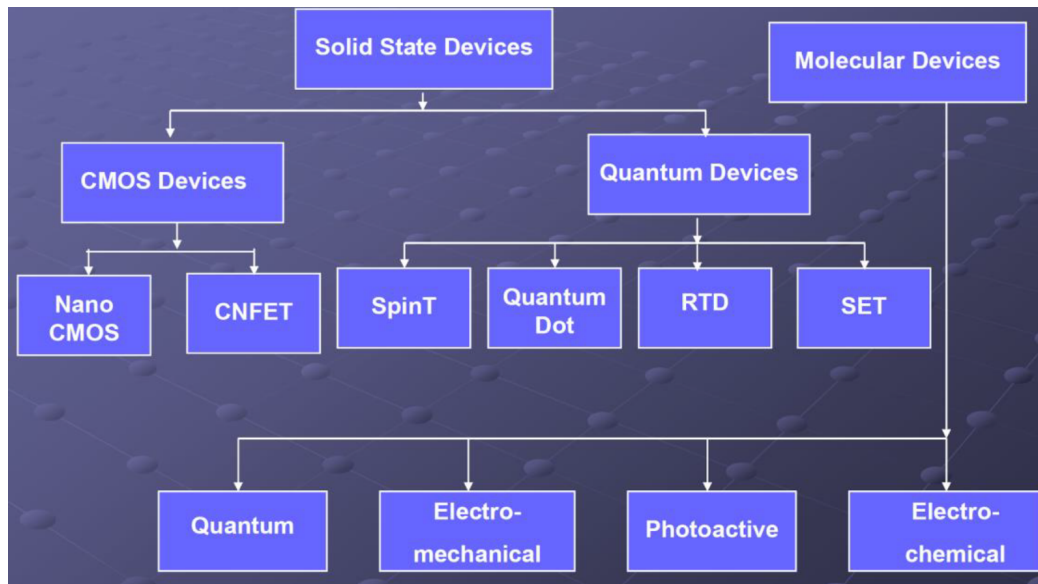 Solid State Devices
Molecular Devices
CMOS Devices
Quantum Devices
Nano
CMOS
CNFET
SpinT
Quantum
Dot
RTD
SET
Quantum
Electro-
mechanical
Photoactive
Electro-
chemical